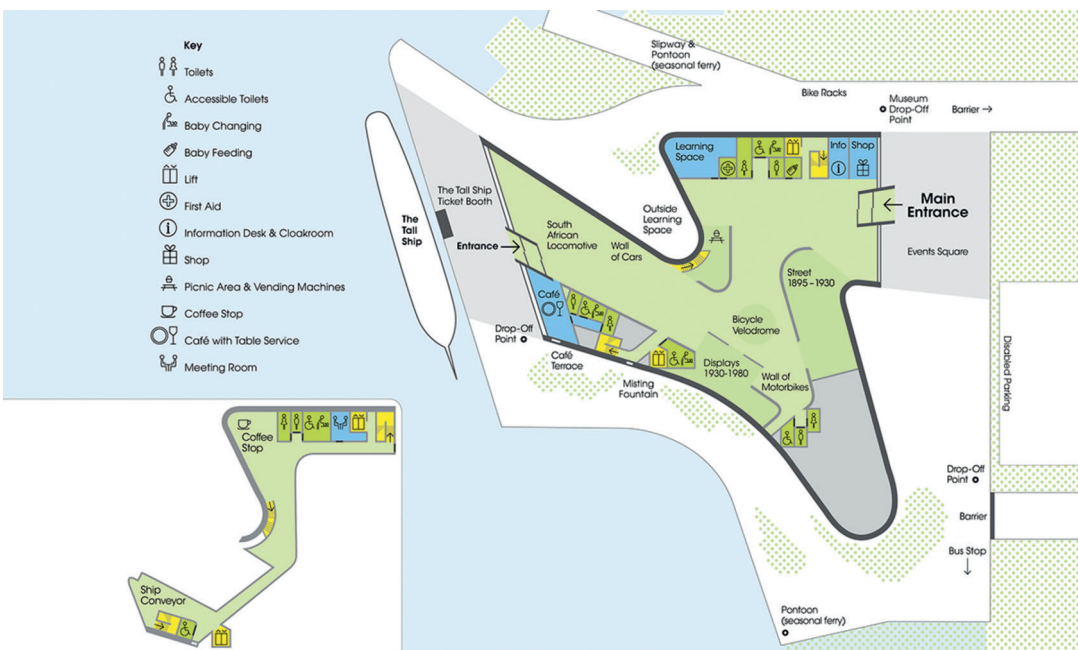 Key
Toilets
Accessible Toilets
Baby Changing
Baby Feeding
Lift
First Aid
Information Desk & Cloakroom
Shop
Picnic Area & Vending Machines
Coffee Stop
Café with Table Service
Meeting Room
Slipway &
Pontoon
(seasonal ferry)
Bike Racks
Museum
Drop-Off
Point
Barrier →
Learning
Space
Info
Shop
i
Main
Entrance
Events Square
The Tall Ship
Ticket Booth
The
Tall
Ship
Entrance
South
African
Locomotive
Wall
of Cars
Outside
Learning
Space
Street
1895 – 1930
Bicycle
Velodrome
Café
Drop-Off
Point
Café
Terrace
Misting
Fountain
Displays
1930-1980
Wall of
Motorbikes
Disabled Parking
Drop-Off
Point
Barrier
Bus Stop
Pontoon
(seasonal ferry)
Coffee
Stop
Ship
Conveyor